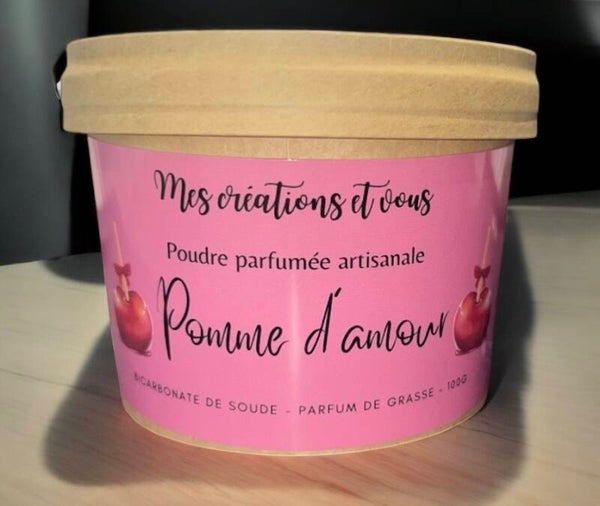 Mes créations et vous
Poudre parfumée artisanale
Pomme d'amour
BICARBONATE DE SOUDE - PARFUM DE GRASSE - 100G